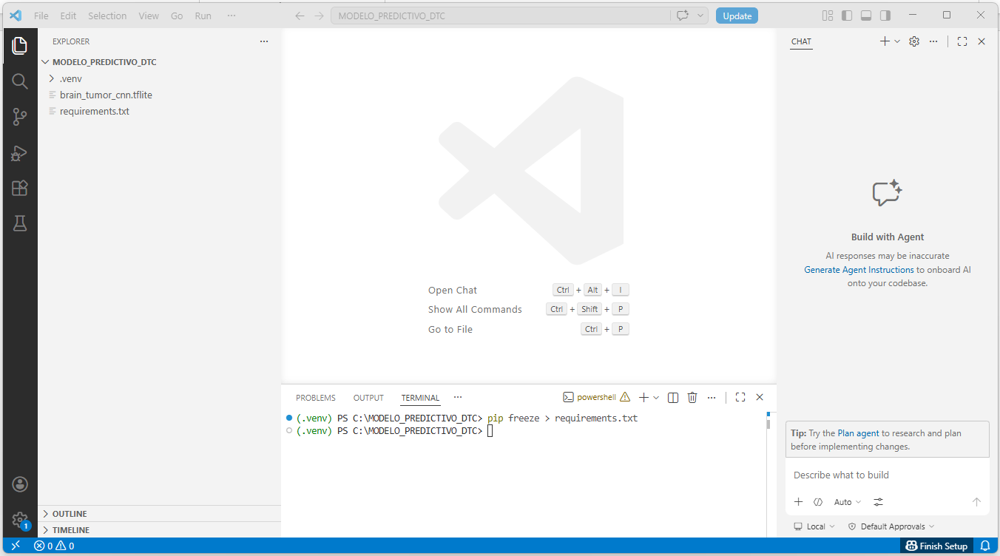 File Edit Selection View Go Run ···
MODELO_PREDICTIVO_DTC
Update
EXPLORER
MODELO_PREDICTIVO_DTC
.venv
brain_tumor_cnn.tflite
requirements.txt
OUTLINE
TIMELINE
Open Chat Ctrl + Alt + I
Show All Commands Ctrl + Shift + P
Go to File Ctrl + P
PROBLEMS OUTPUT TERMINAL ··· powershell
(.venv) PS C:\MODELO_PREDICTIVO_DTC> pip freeze > requirements.txt
(.venv) PS C:\MODELO_PREDICTIVO_DTC>
CHAT
Build with Agent
AI responses may be inaccurate
Generate Agent Instructions to onboard AI
onto your codebase.
Tip: Try the Plan agent to research and plan
before implementing changes.
Describe what to build
Auto
Local Default Approvals
1
0 0
Finish Setup